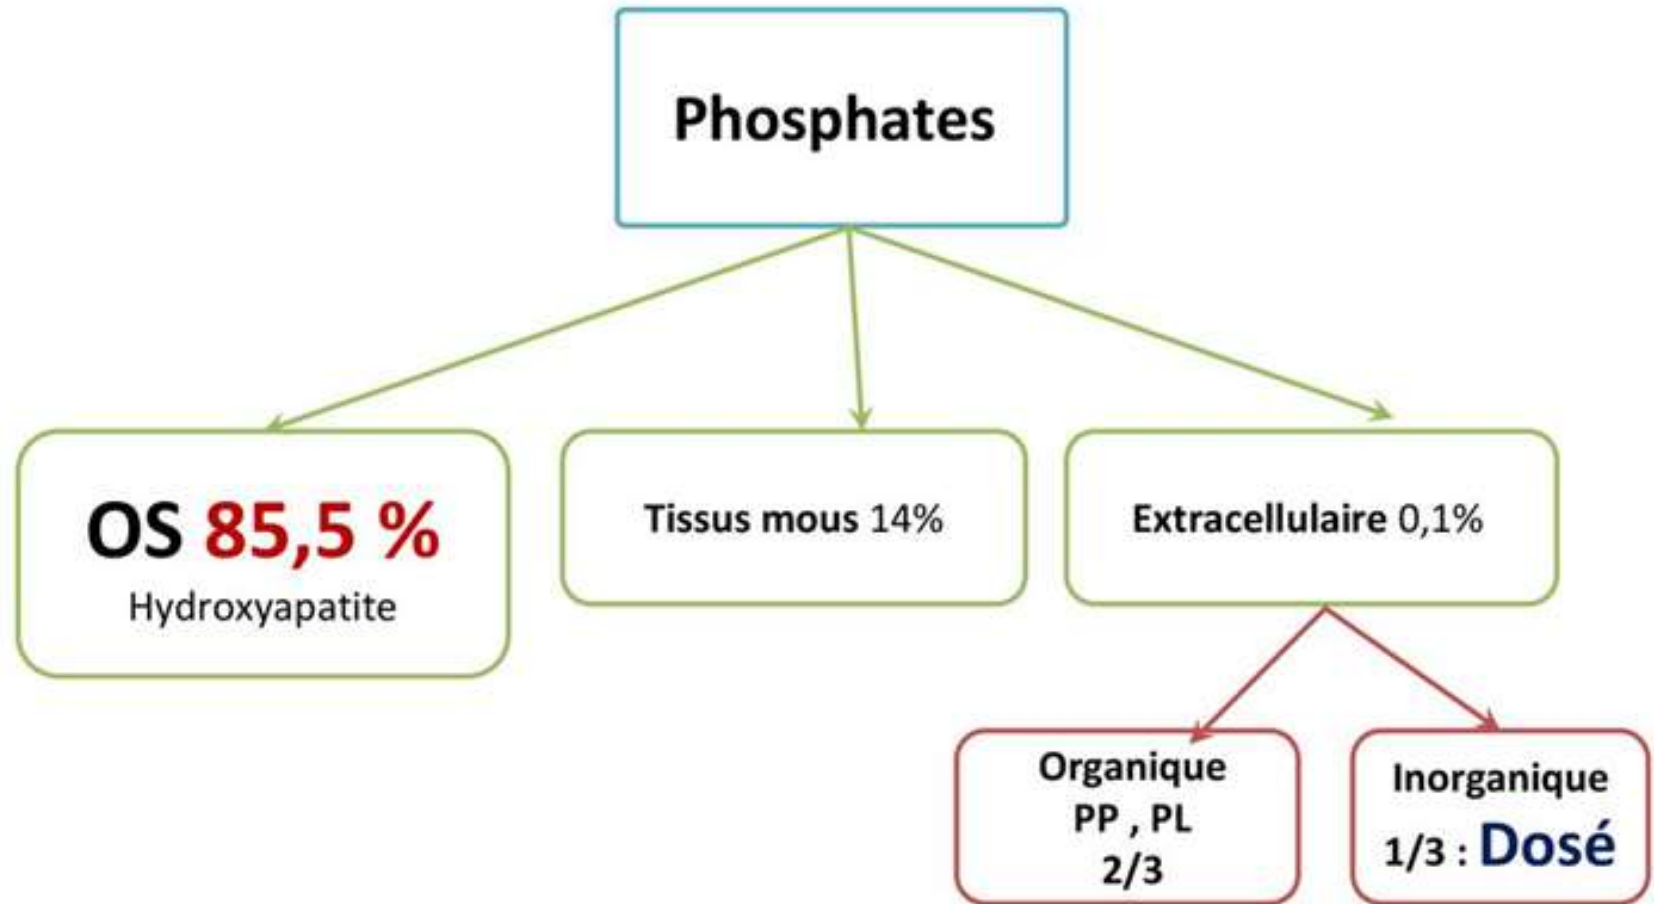 Phosphates
OS 85,5 %
Hydroxyapatite
Tissus mous 14%
Extracellulaire 0,1%
Organique
PP , PL
2/3
Inorganique
1/3 : Dosé